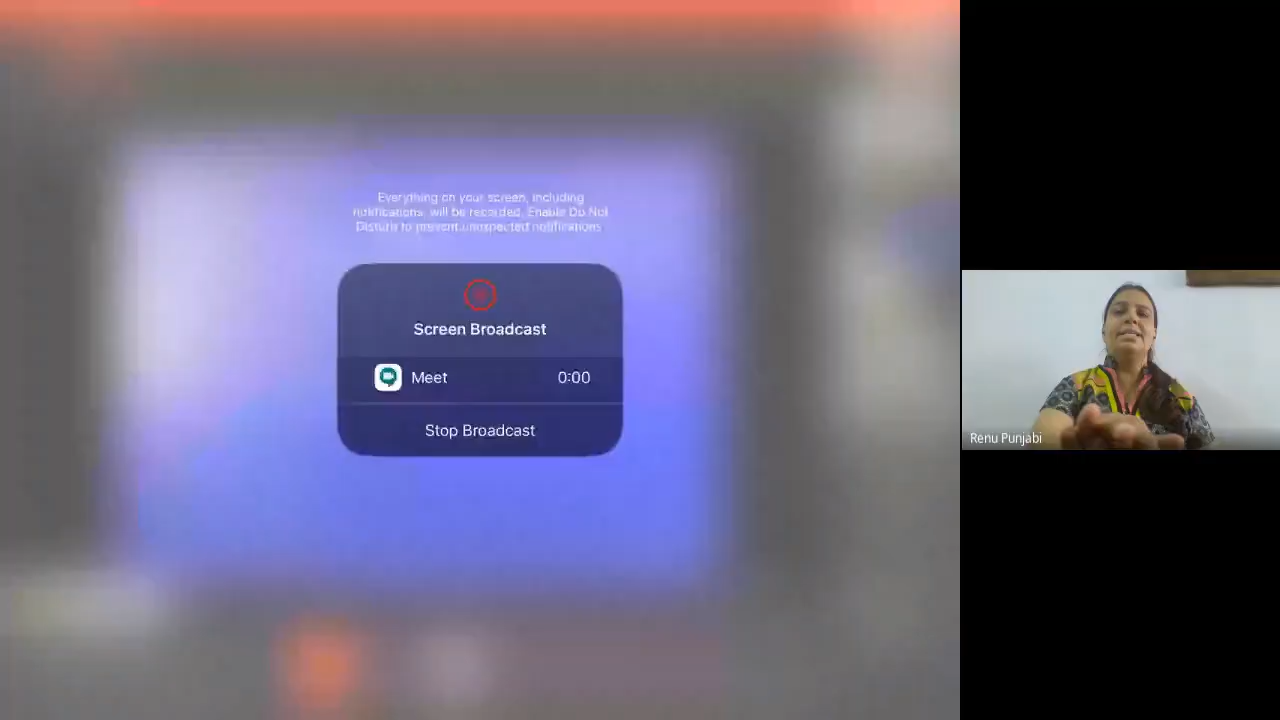 Everything on your screen, including
notifications, will be recorded. Enable Do Not
Disturb to prevent unexpected notifications.
Screen Broadcast
Meet 0:00
Stop Broadcast
Renu Punjabi